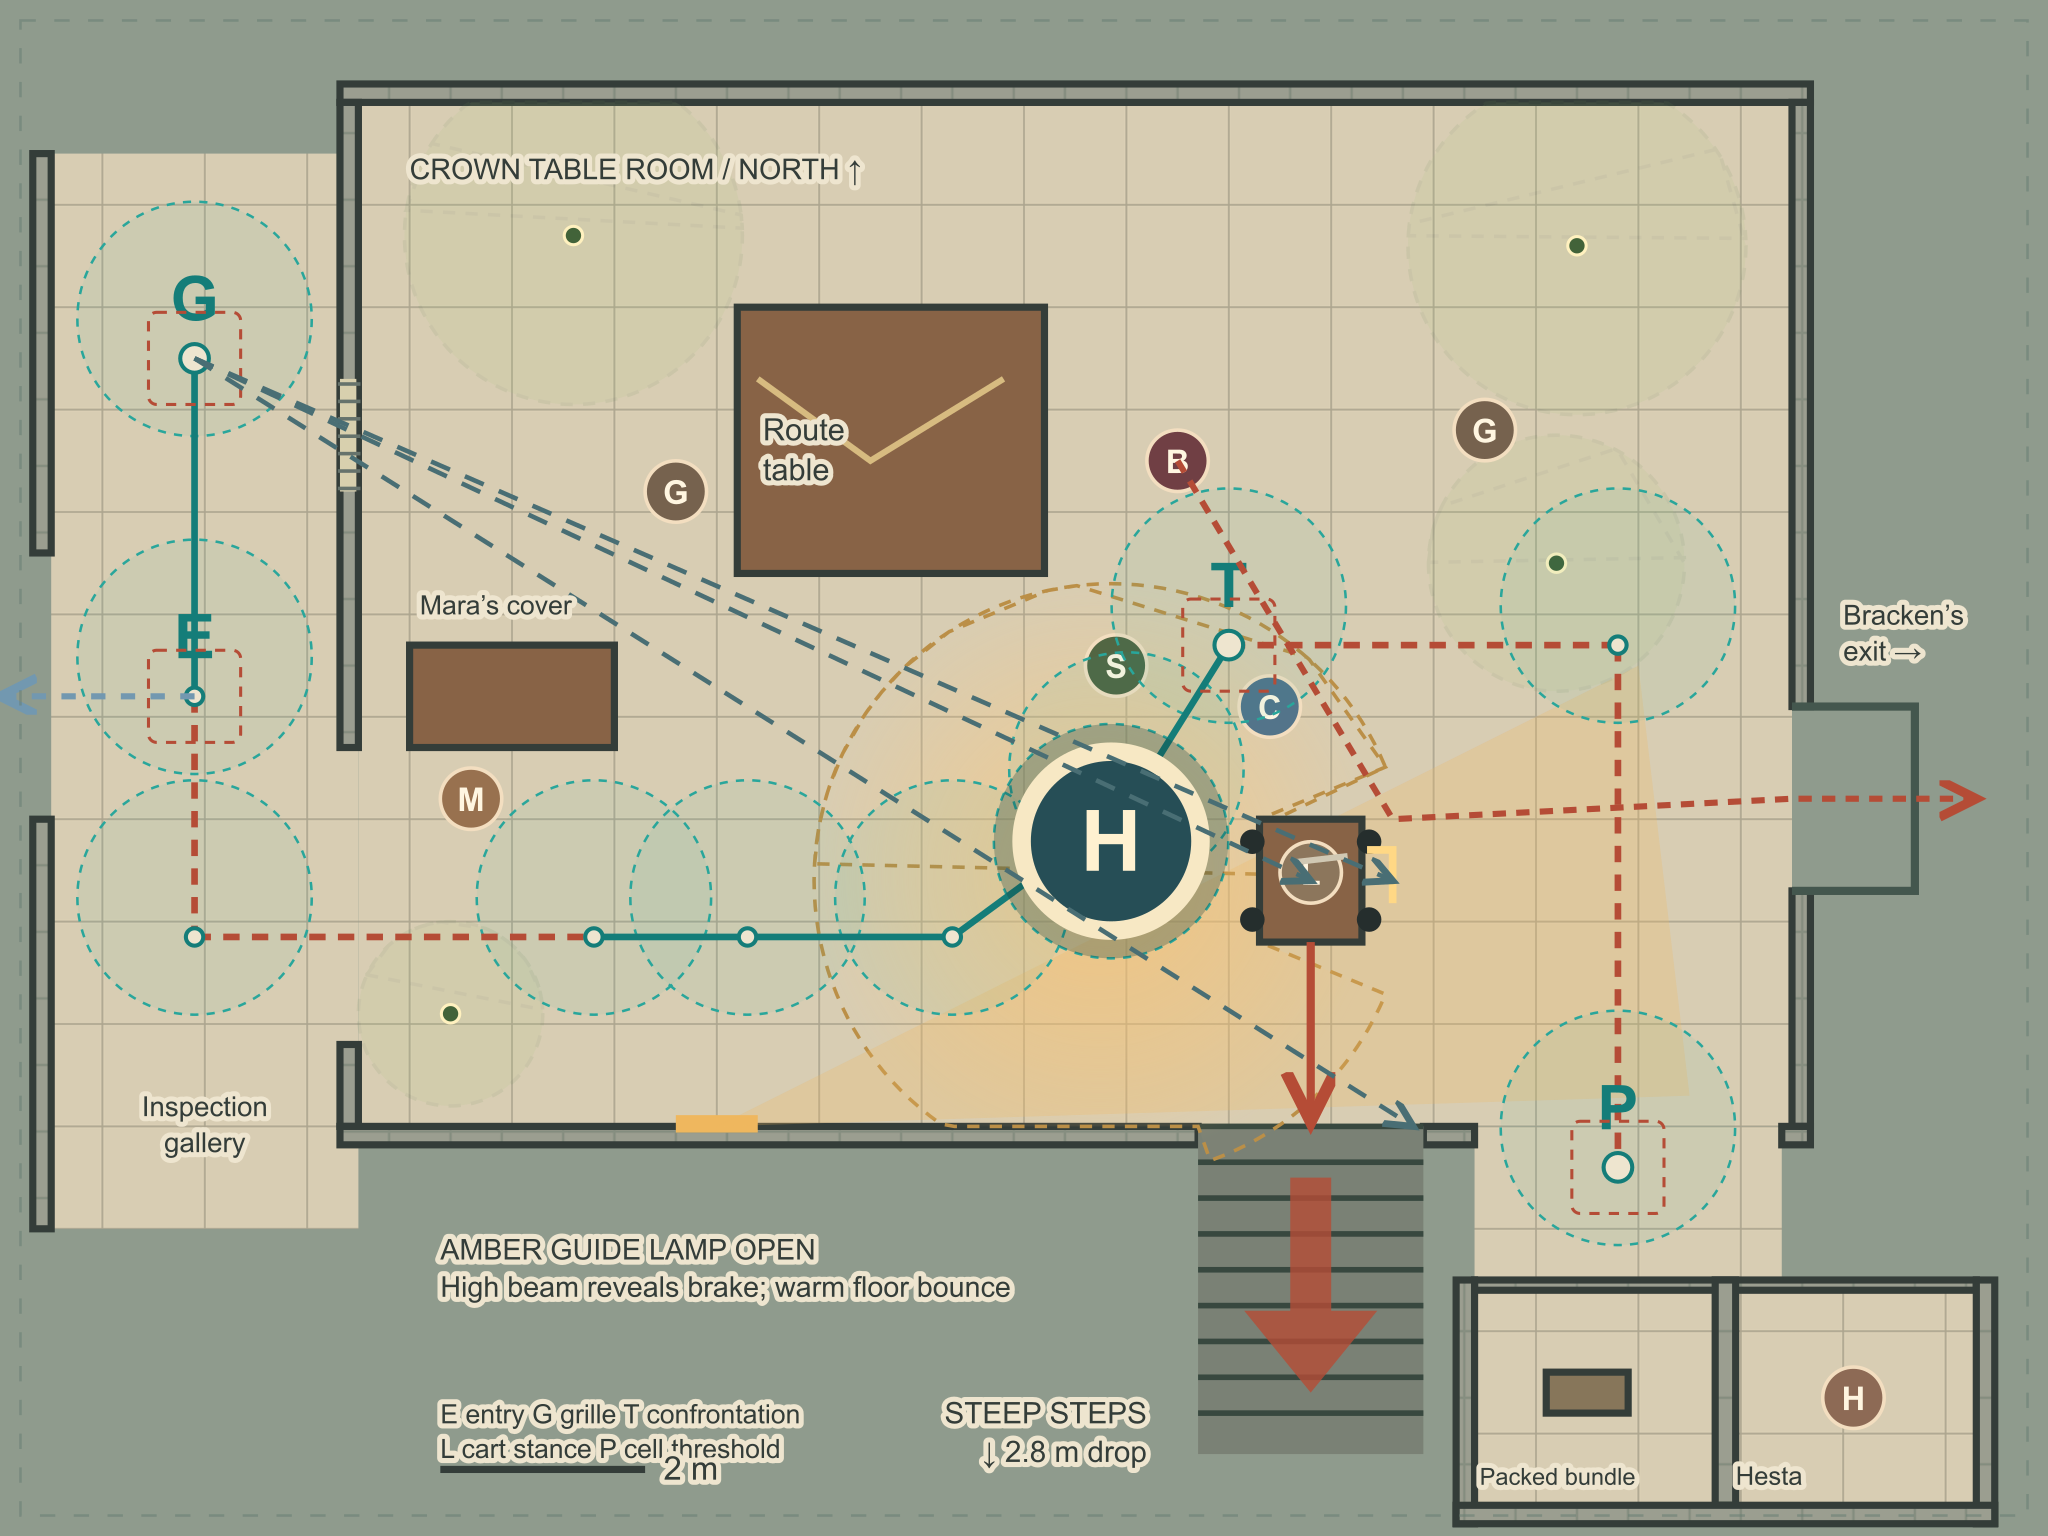 CROWN TABLE ROOM / NORTH ↑
G
Route
table
B
G
G
E
Mara's cover
T
S
C
Bracken's
exit →
M
H
Inspection
gallery
P
AMBER GUIDE LAMP OPEN
High beam reveals brake; warm floor bounce
E entry G grille T confrontation
L cart stance P cell threshold
2 m
STEEP STEPS
↓ 2.8 m drop
H
Packed bundle
Hesta